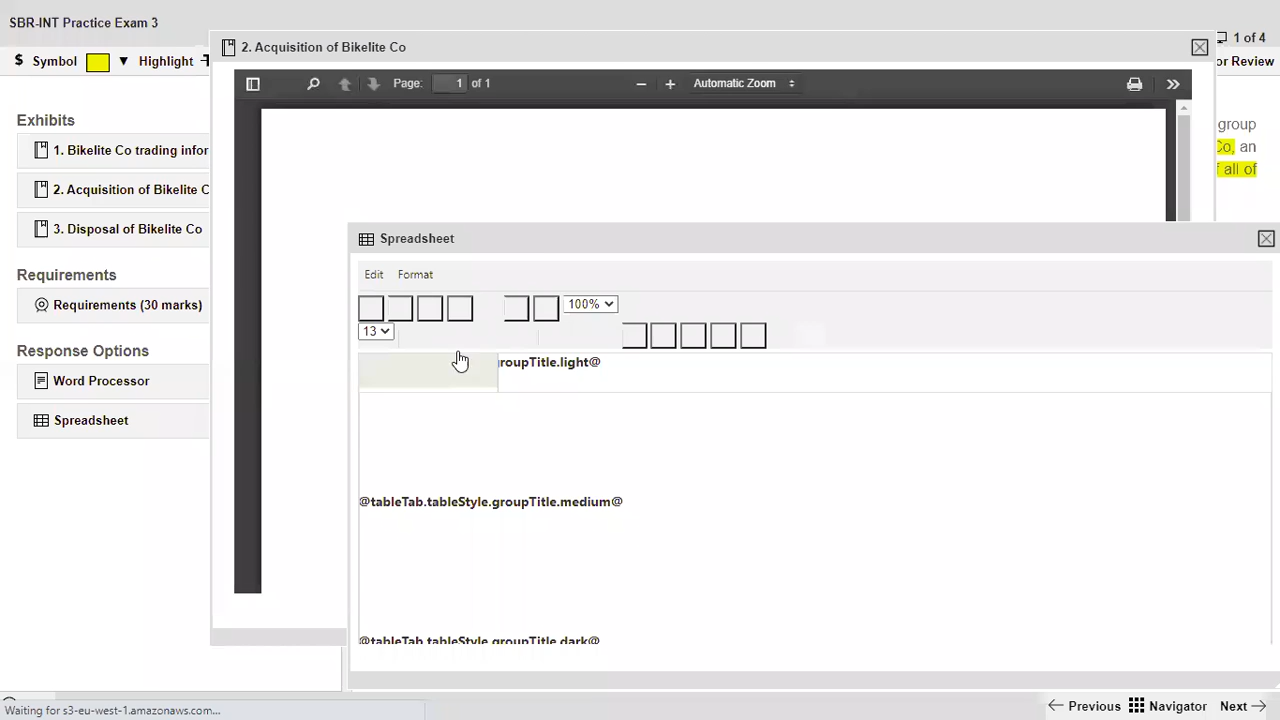 SBR-INT Practice Exam 3
2. Acquisition of Bikelite Co
1 of 4
$ Symbol
Highlight
or Review
Page: 1 of 1
Automatic Zoom
Exhibits
group
1. Bikelite Co trading infor
Co, an
all of
2. Acquisition of Bikelite C
3. Disposal of Bikelite Co
Spreadsheet
Requirements
Edit Format
Requirements (30 marks)
100%
13
Response Options
roupTitle.light@
Word Processor
Spreadsheet
@tableTab.tableStyle.groupTitle.medium@
@tableTab.tableStyle.groupTitle.dark@
Waiting for s3-eu-west-1.amazonaws.com...
Previous Navigator Next